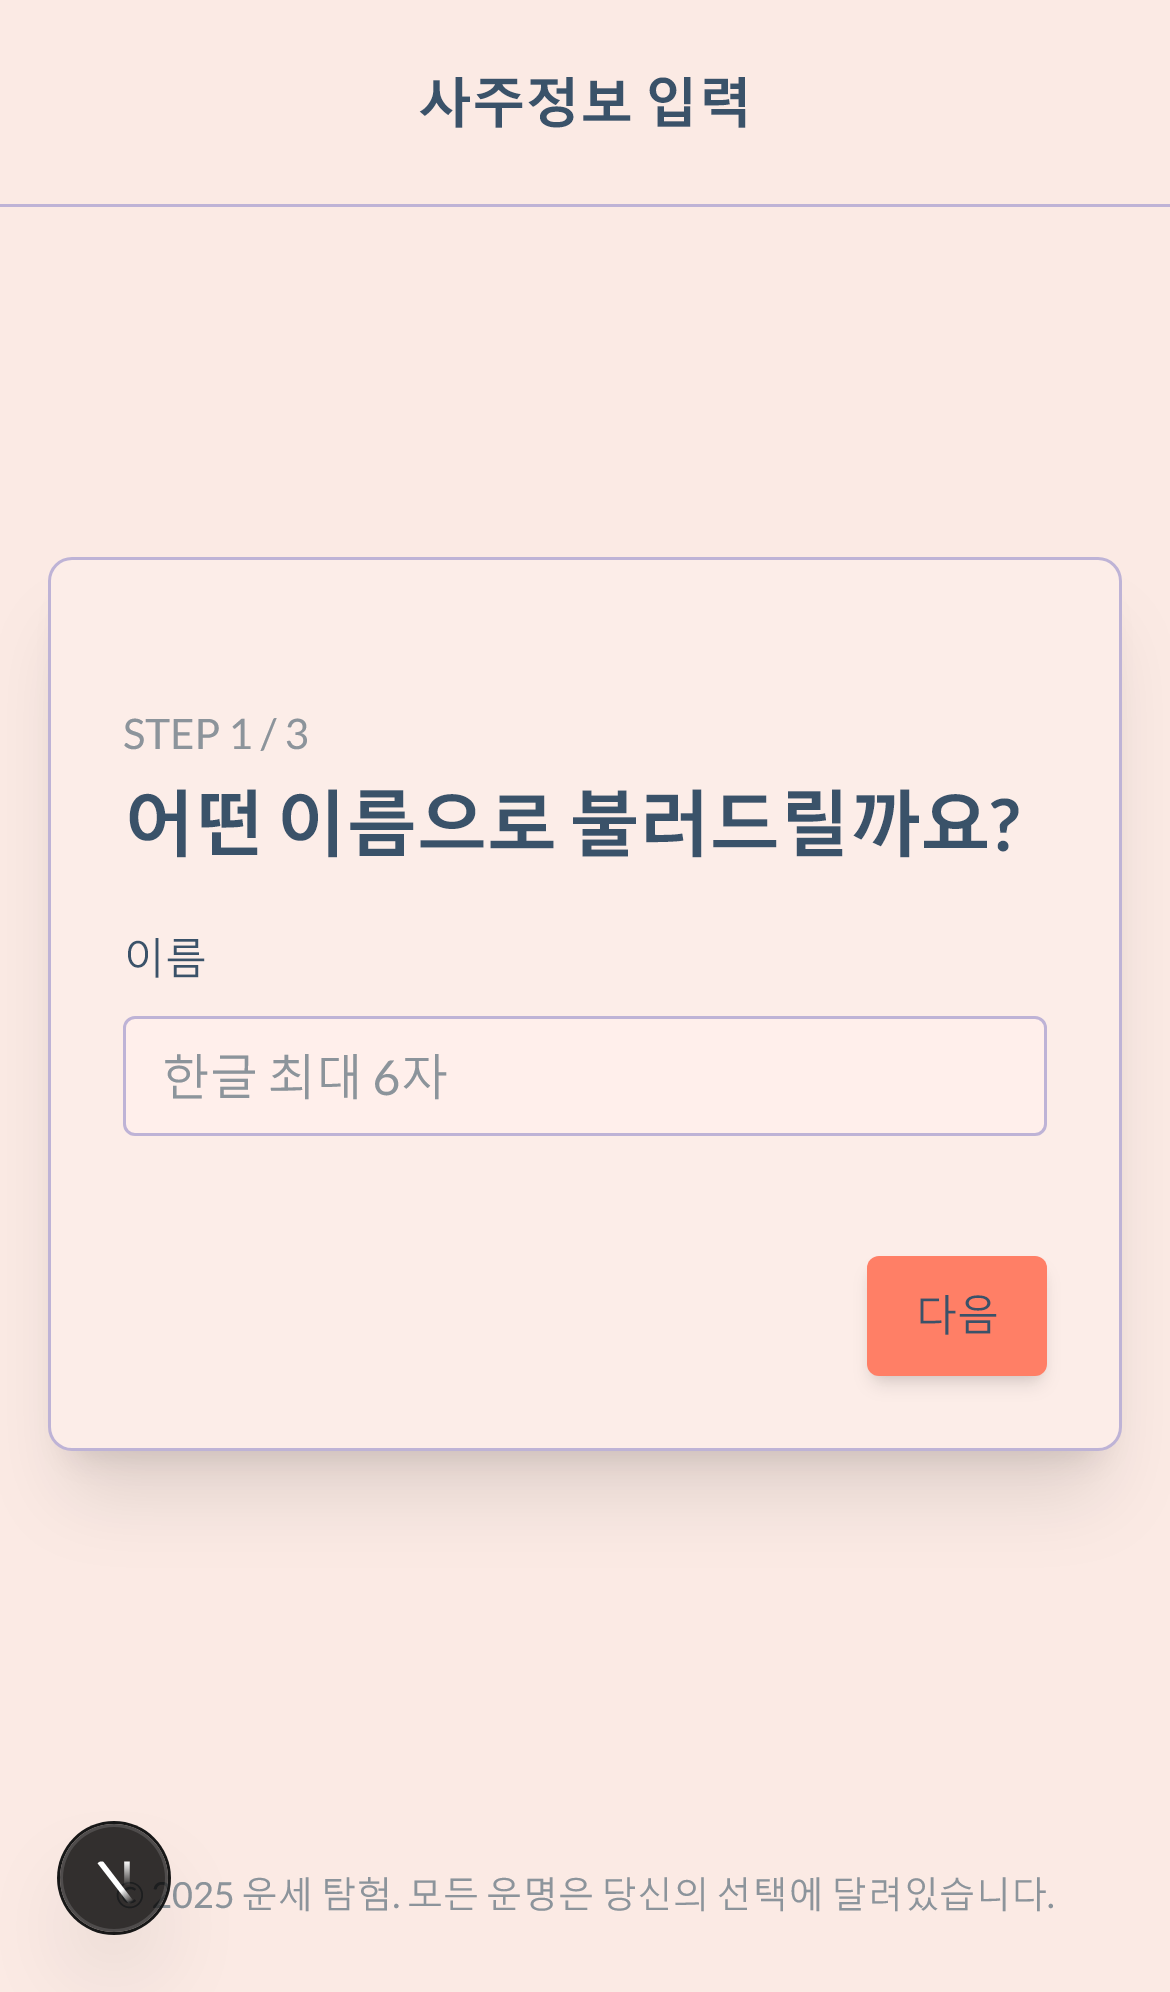 사주정보 입력
STEP 1 / 3
어떤 이름으로 불러드릴까요?
이름
한글 최대 6자
다음
© 2025 운세 탐험. 모든 운명은 당신의 선택에 달려있습니다.